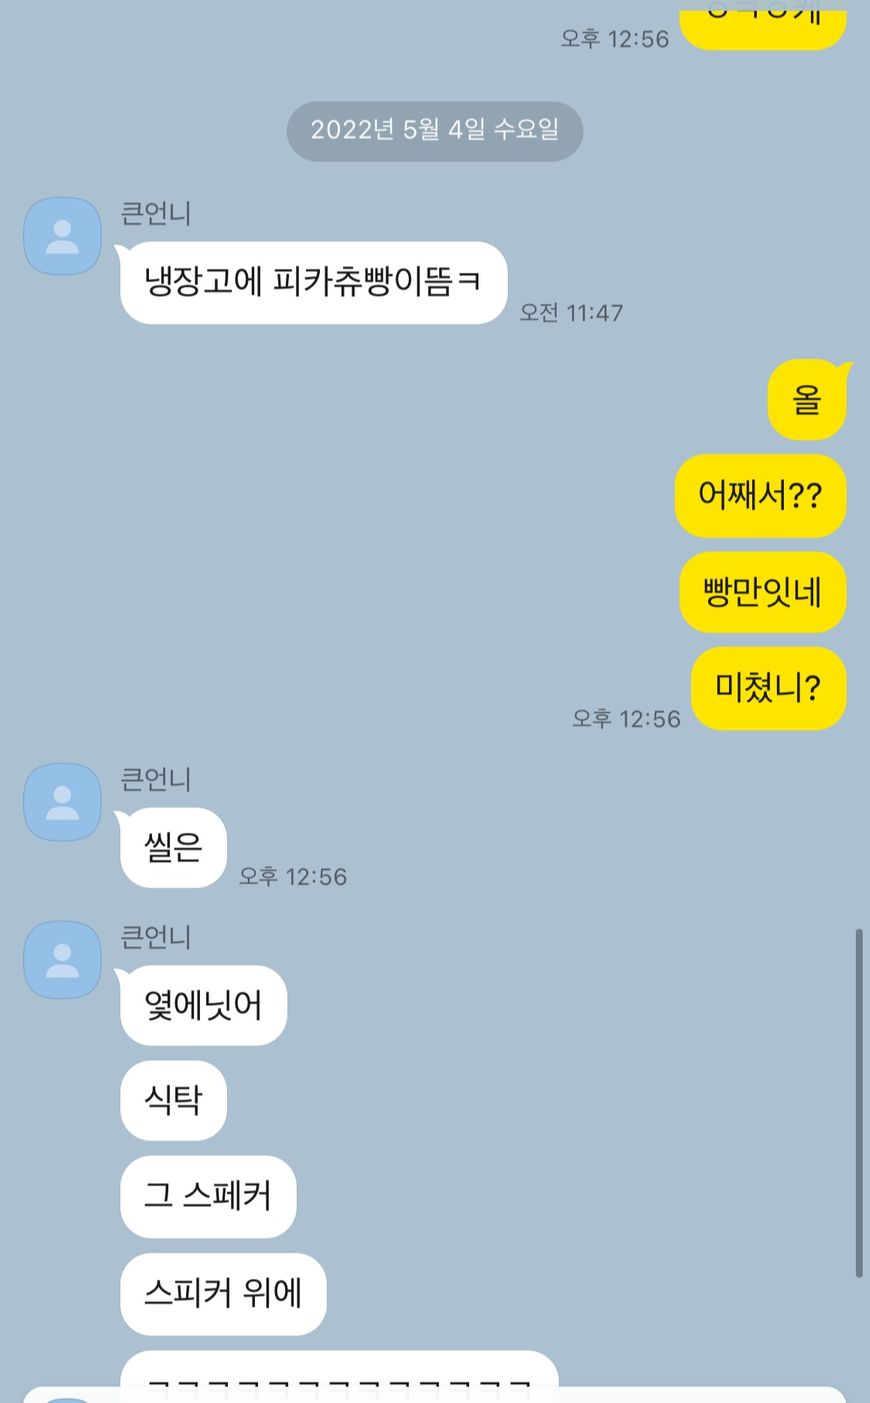 오후 12:56
2022년 5월 4일 수요일
큰언니
냉장고에 피카츄빵이뜸ㅋ
오전 11:47
올
어째서??
빵만잇네
미쳤니?
오후 12:56
큰언니
씰은
오후 12:56
큰언니
옃에닛어
식탁
그 스페커
스피커 위에